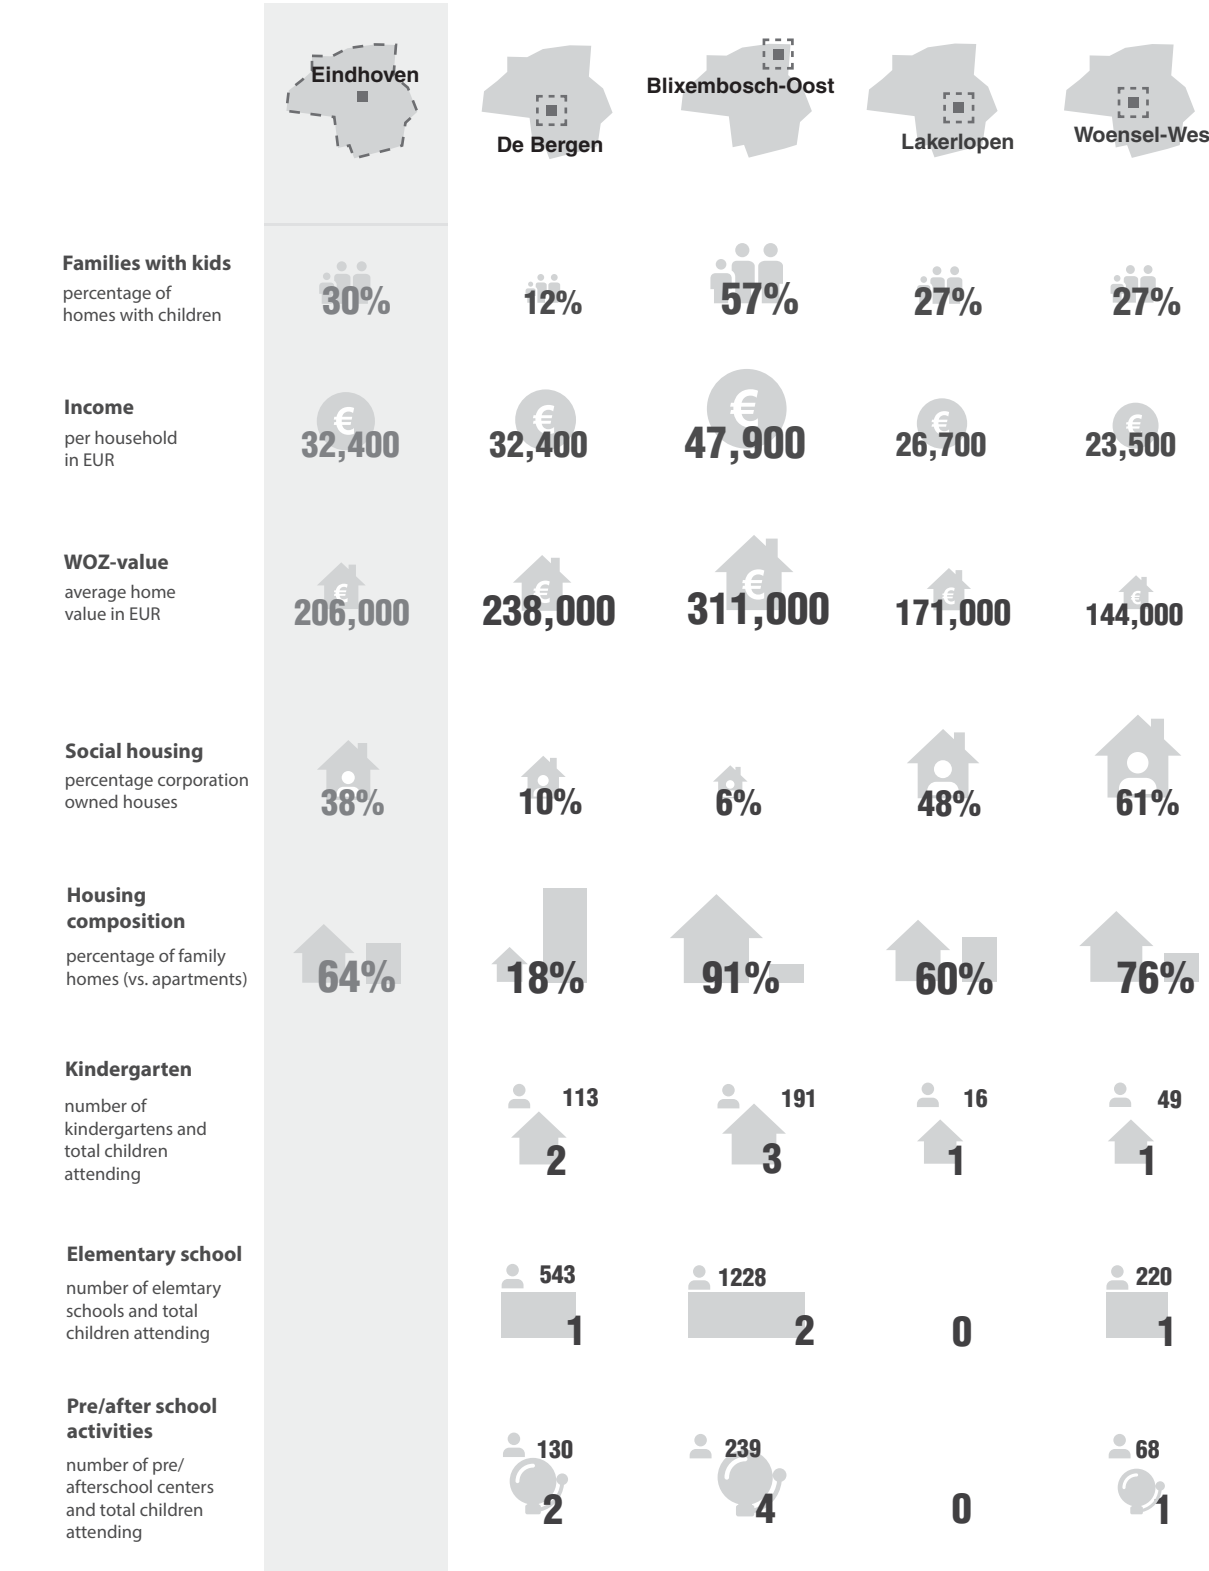 Eindhoven
De Bergen
Blixembosch-Oost
Lakerlopen
Woensel-Wes
Families with kids
percentage of
homes with children
30%
12%
57%
27%
27%
Income
per household
in EUR
€
32,400
€
32,400
€
47,900
€
26,700
€
23,500
WOZ-value
average home
value in EUR
€
206,000
€
238,000
€
311,000
€
171,000
€
144,000
Social housing
percentage corporation
owned houses
38%
10%
6%
48%
61%
Housing
composition
percentage of family
homes (vs. apartments)
64%
18%
91%
60%
76%
Kindergarten
number of
kindergartens and
total children
attending
113
2
191
3
16
1
49
1
Elementary school
number of elemtary
schools and total
children attending
543
1
1228
2
0
220
1
Pre/after school
activities
number of pre/
afterschool centers
and total children
attending
130
2
239
4
0
68
1